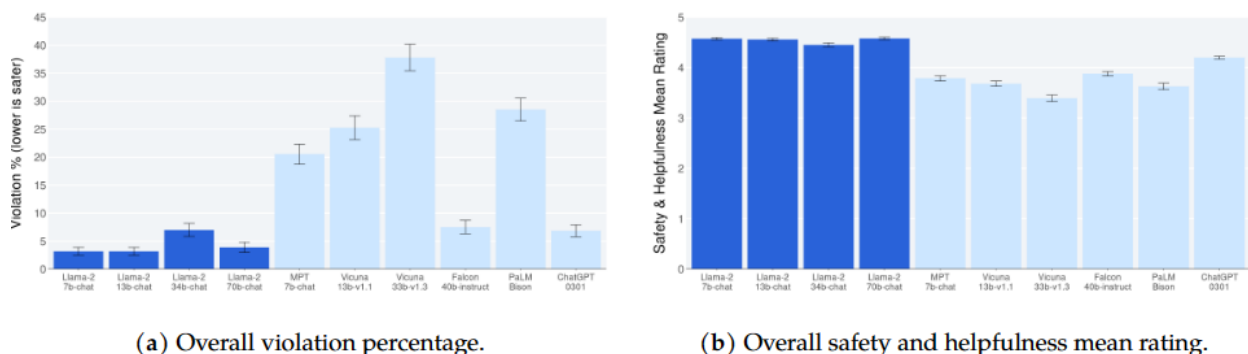 Violation % (lower is safer)
45
40
35
30
25
20
15
10
5
0
Llama-2 Llama-2 Llama-2 Llama-2 MPT Vicuna Vicuna Falcon PaLM ChatGPT
7b-chat 13b-chat 34b-chat 70b-chat 7b-chat 13b-v1.1 33b-v1.3 40b-instruct Bison 0301
(a) Overall violation percentage.
Safety & Helpfulness Mean Rating
5
4
3
2
1
0
Llama-2 Llama-2 Llama-2 Llama-2 MPT Vicuna Vicuna Falcon PaLM ChatGPT
7b-chat 13b-chat 34b-chat 70b-chat 7b-chat 13b-v1.1 33b-v1.3 40b-instruct Bison 0301
(b) Overall safety and helpfulness mean rating.